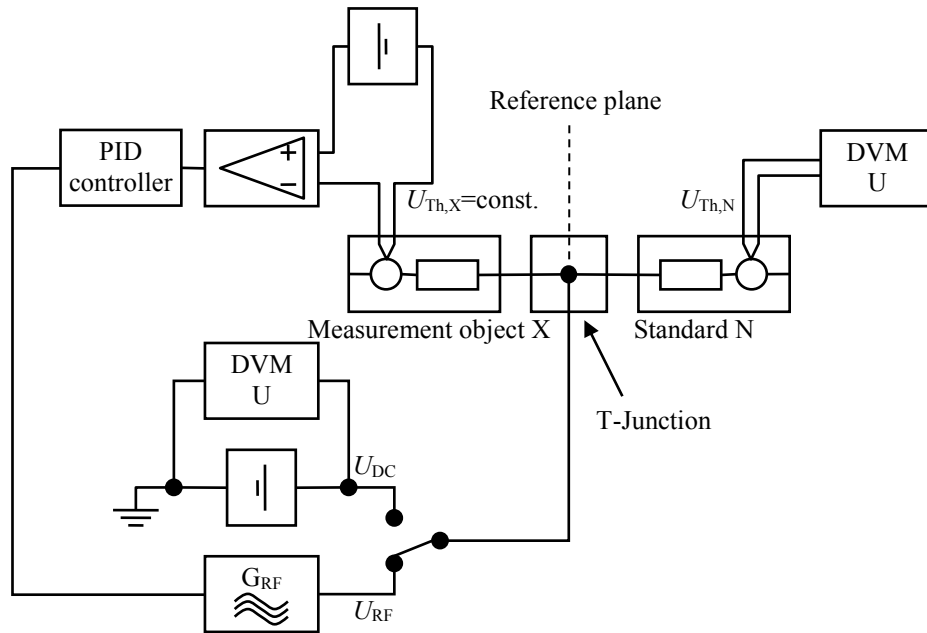 Reference plane
PID
controller
+
−
DVM
U
U_Th,X=const.
U_Th,N
Measurement object X
Standard N
DVM
U
T-Junction
U_DC
G_RF
U_RF